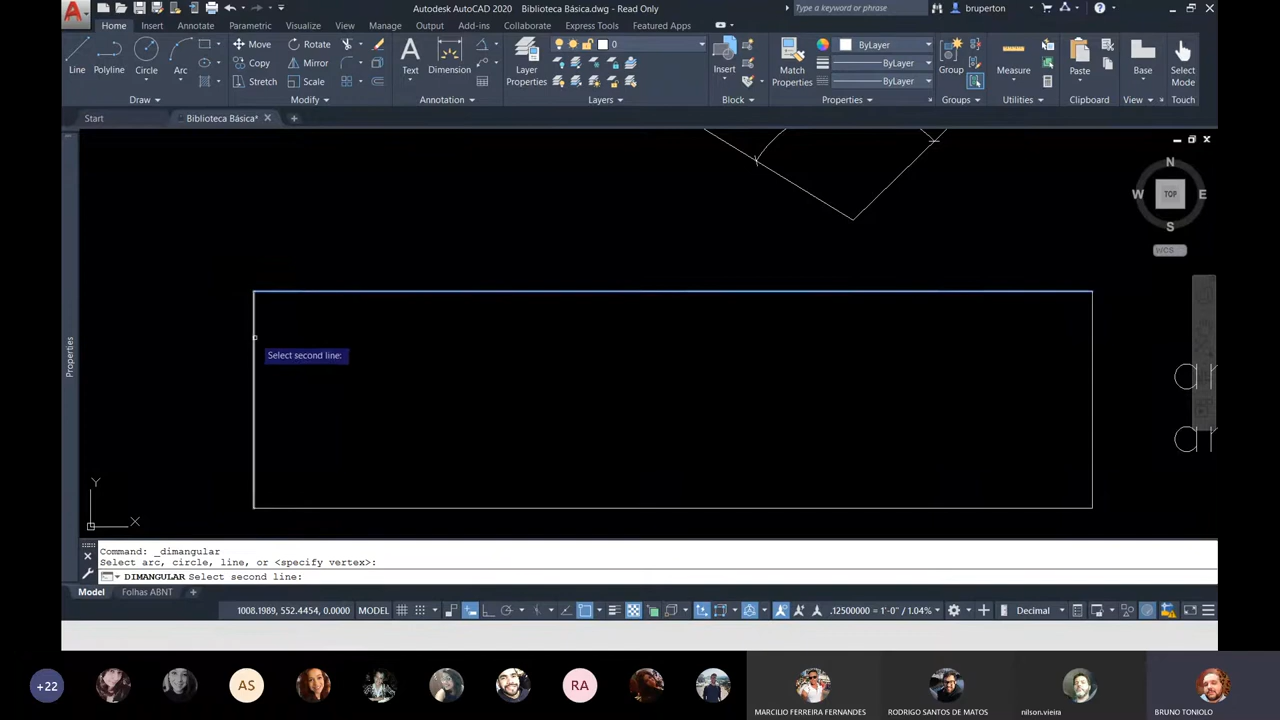 Autodesk AutoCAD 2020 Biblioteca Básica.dwg - Read Only
Type a keyword or phrase
bruperton
Home Insert Annotate Parametric Visualize View Manage Output Add-ins Collaborate Express Tools Featured Apps
Line Polyline Circle Arc
Move Rotate
Copy Mirror
Stretch Scale
Text Dimension
Layer Properties
0
Insert
Match Properties
ByLayer
ByLayer
ByLayer
Group
Measure
Paste
Base
Select Mode
Draw Modify Annotation Layers Block Properties Groups Utilities Clipboard View Touch
Start Biblioteca Básica*
N
W TOP E
S
WCS
Properties
Select second line:
ar
ar
Y
X
Command: _dimangular
Select arc, circle, line, or <specify vertex>:
DIMANGULAR Select second line:
Model Folhas ABNT
1008.1989, 552.4454, 0.0000 MODEL .12500000 = 1'-0" / 1.04% Decimal
+22 AS RA
MARCILIO FERREIRA FERNANDES RODRIGO SANTOS DE MATOS nilson.vieira BRUNO TONIOLO